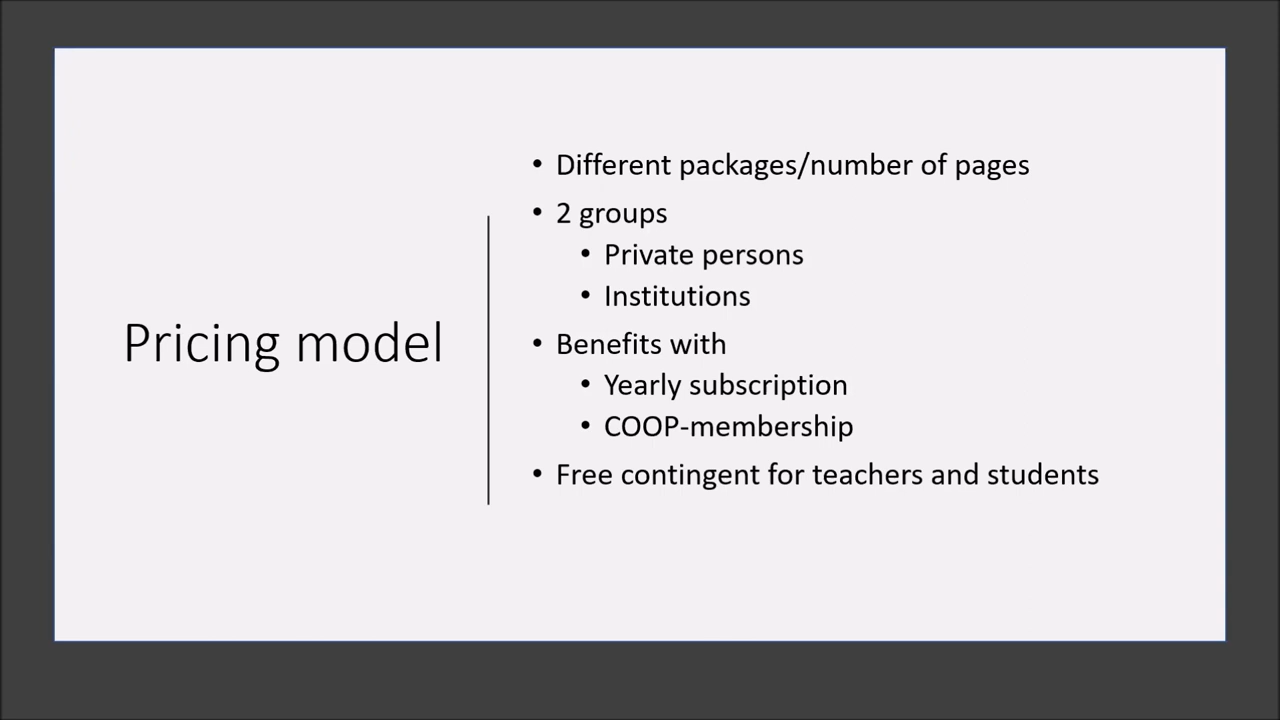 Pricing model
• Different packages/number of pages
• 2 groups
• Private persons
• Institutions
• Benefits with
• Yearly subscription
• COOP-membership
• Free contingent for teachers and students